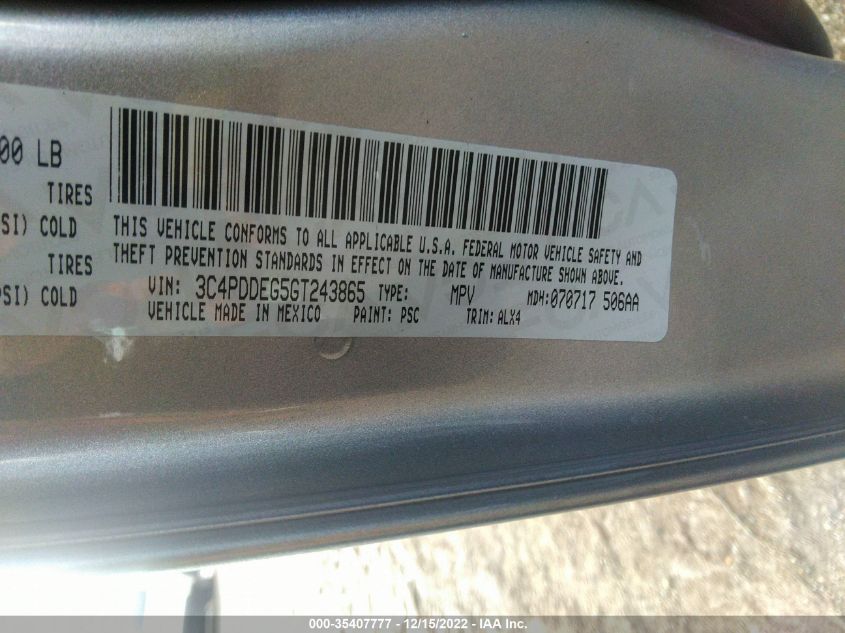 00 LB
TIRES
SI) COLD
TIRES
PSI) COLD
THIS VEHICLE CONFORMS TO ALL APPLICABLE U.S.A. FEDERAL MOTOR VEHICLE SAFETY AND
THEFT PREVENTION STANDARDS IN EFFECT ON THE DATE OF MANUFACTURE SHOWN ABOVE.
VIN: 3C4PDDEG5GT243865 TYPE: MPV MDH:070717 506AA
VEHICLE MADE IN MEXICO PAINT: PSC TRIM: ALX4
000-35407777 - 12/15/2022 - IAA Inc.